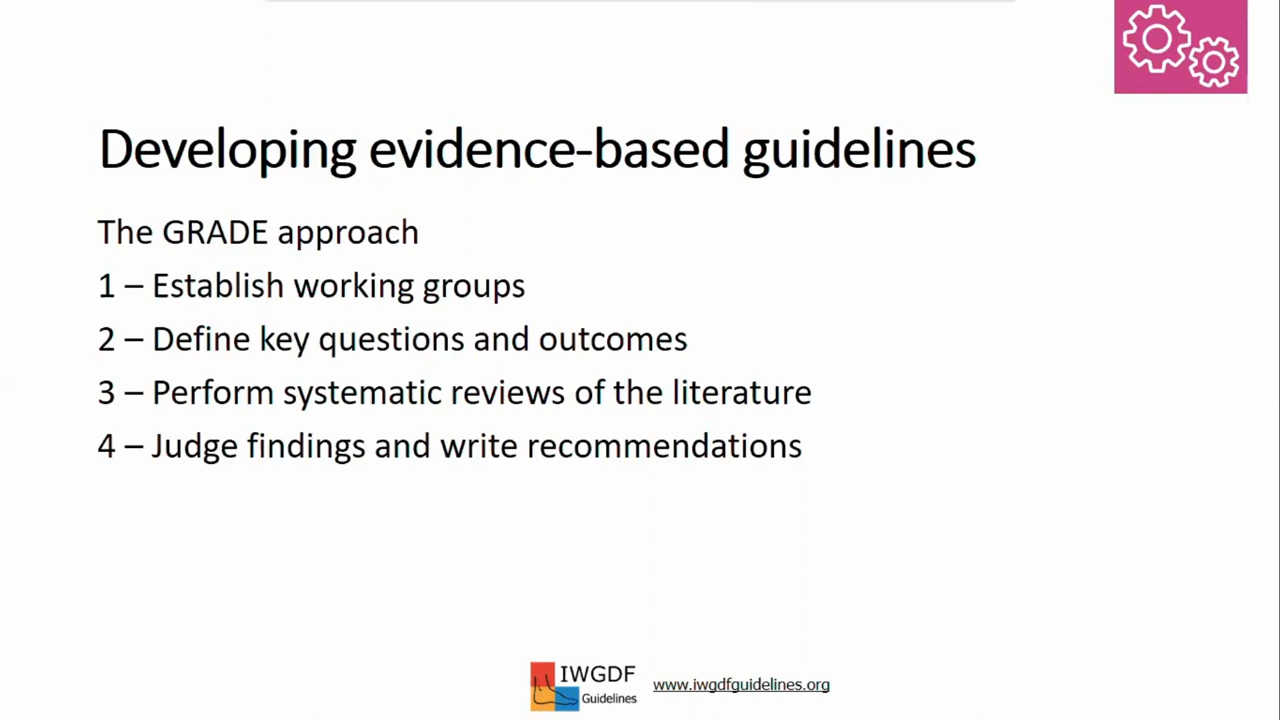 Developing evidence-based guidelines
The GRADE approach
1 – Establish working groups
2 – Define key questions and outcomes
3 – Perform systematic reviews of the literature
4 – Judge findings and write recommendations
IWGDF
Guidelines
www.iwgdfguidelines.org